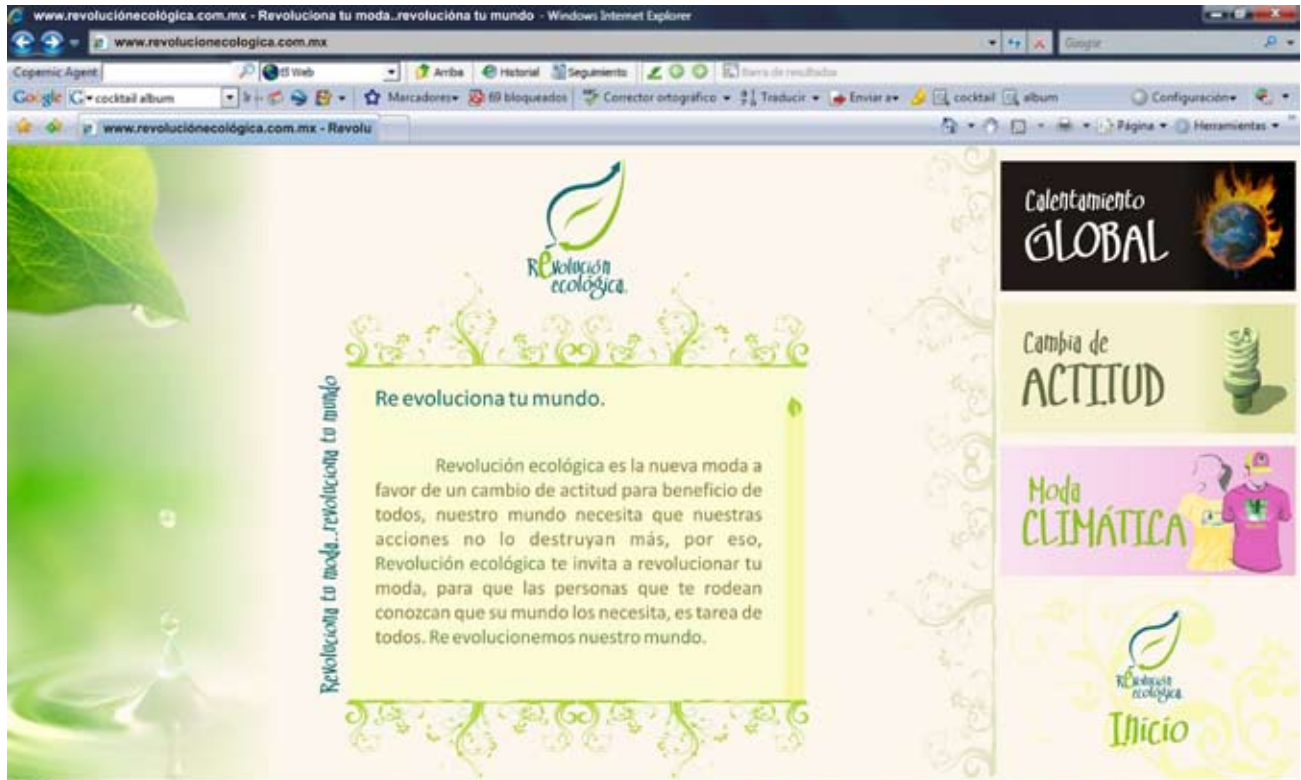 www.revoluciónecológica.com.mx - Revoluciona tu moda..revolucióna tu mundo - Windows Internet Explorer
www.revolucionecologica.com.mx
Google
Copernic Agent
Web
Arriba
Historial
Seguimiento
Barra de resultados
Google
cocktail album
Marcadores
69 bloqueados
Corrector ortográfico
Traducir
Enviar a
cocktail
album
Configuración
www.revoluciónecológica.com.mx - Revolu
Página
Herramientas
Revolución
ecológica.
Revoluciona tu moda..revoluciona tu mundo
Re evoluciona tu mundo.
Revolución ecológica es la nueva moda a
favor de un cambio de actitud para beneficio de
todos, nuestro mundo necesita que nuestras
acciones no lo destruyan más, por eso,
Revolución ecológica te invita a revolucionar tu
moda, para que las personas que te rodean
conozcan que su mundo los necesita, es tarea de
todos. Re evolucionemos nuestro mundo.
Calentamiento
GLOBAL
Cambia de
ACTITUD
Moda
CLIMÁTICA
Revolución
ecológica.
Inicio